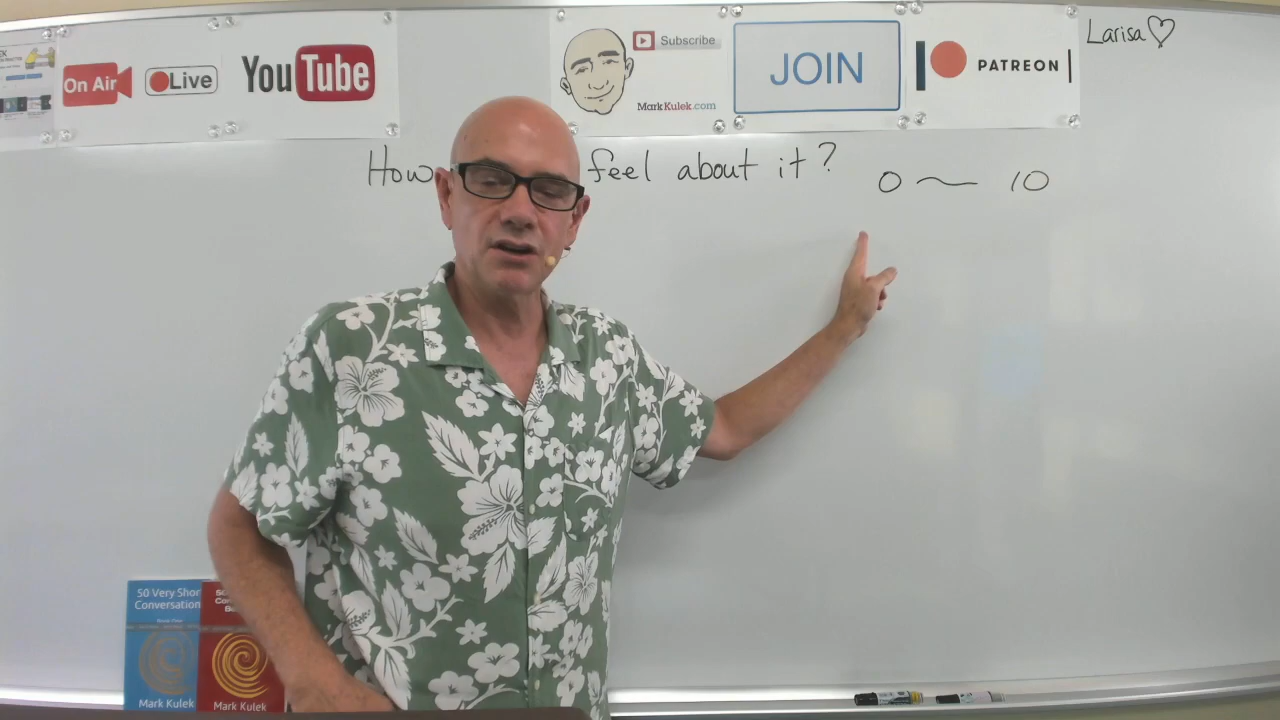 On Air
Live
YouTube
Subscribe
MarkKulek.com
JOIN
PATREON
Larisa♡
How feel about it?
0 ~ 10
50 Very Shor
Conversation
Mark Kulek
Mark Kulek